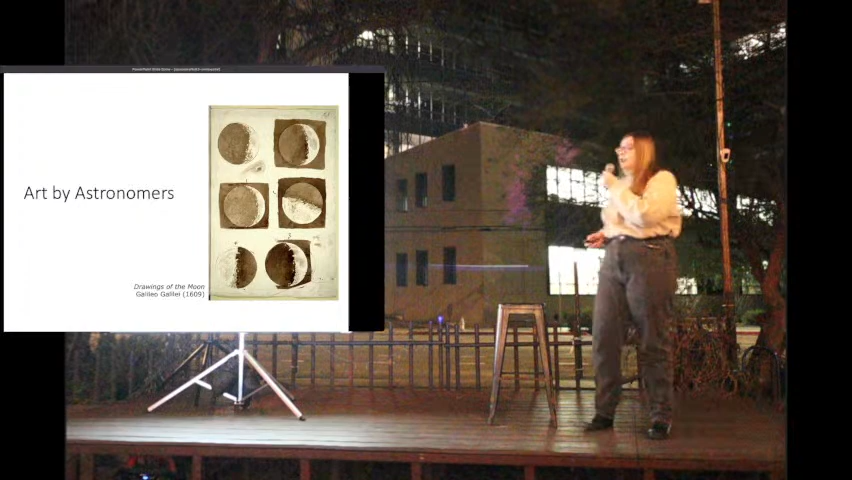 Art by Astronomers
Drawings of the Moon
Galileo Galilei (1609)